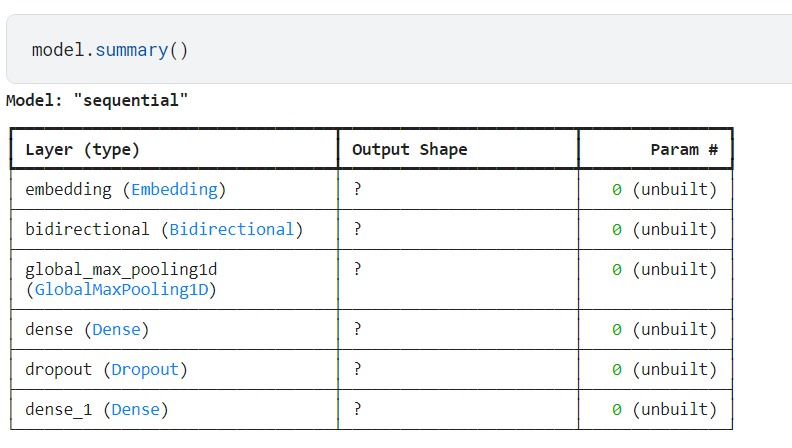 model.summary()
Model: "sequential"
Layer (type) Output Shape Param #
embedding (Embedding) ? 0 (unbuilt)
bidirectional (Bidirectional) ? 0 (unbuilt)
global_max_pooling1d ? 0 (unbuilt)
(GlobalMaxPooling1D)
dense (Dense) ? 0 (unbuilt)
dropout (Dropout) ? 0 (unbuilt)
dense_1 (Dense) ? 0 (unbuilt)